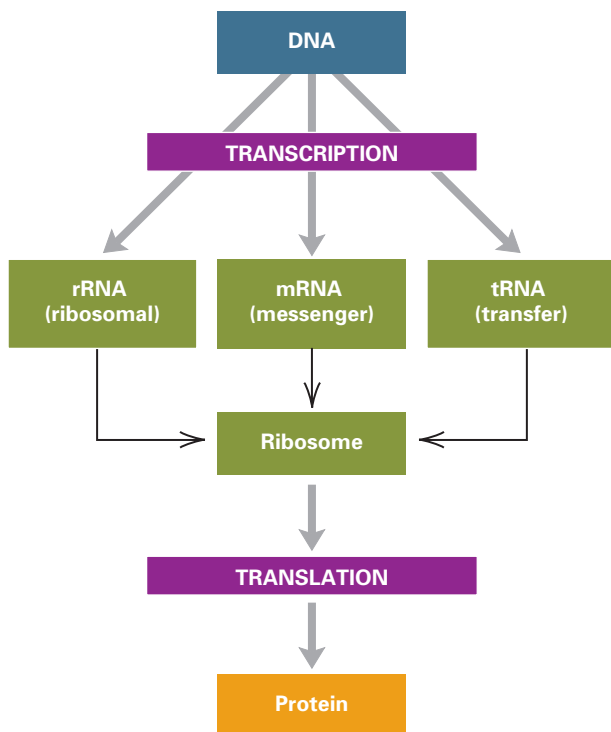 DNA
TRANSCRIPTION
rRNA
(ribosomal)
mRNA
(messenger)
tRNA
(transfer)
Ribosome
TRANSLATION
Protein